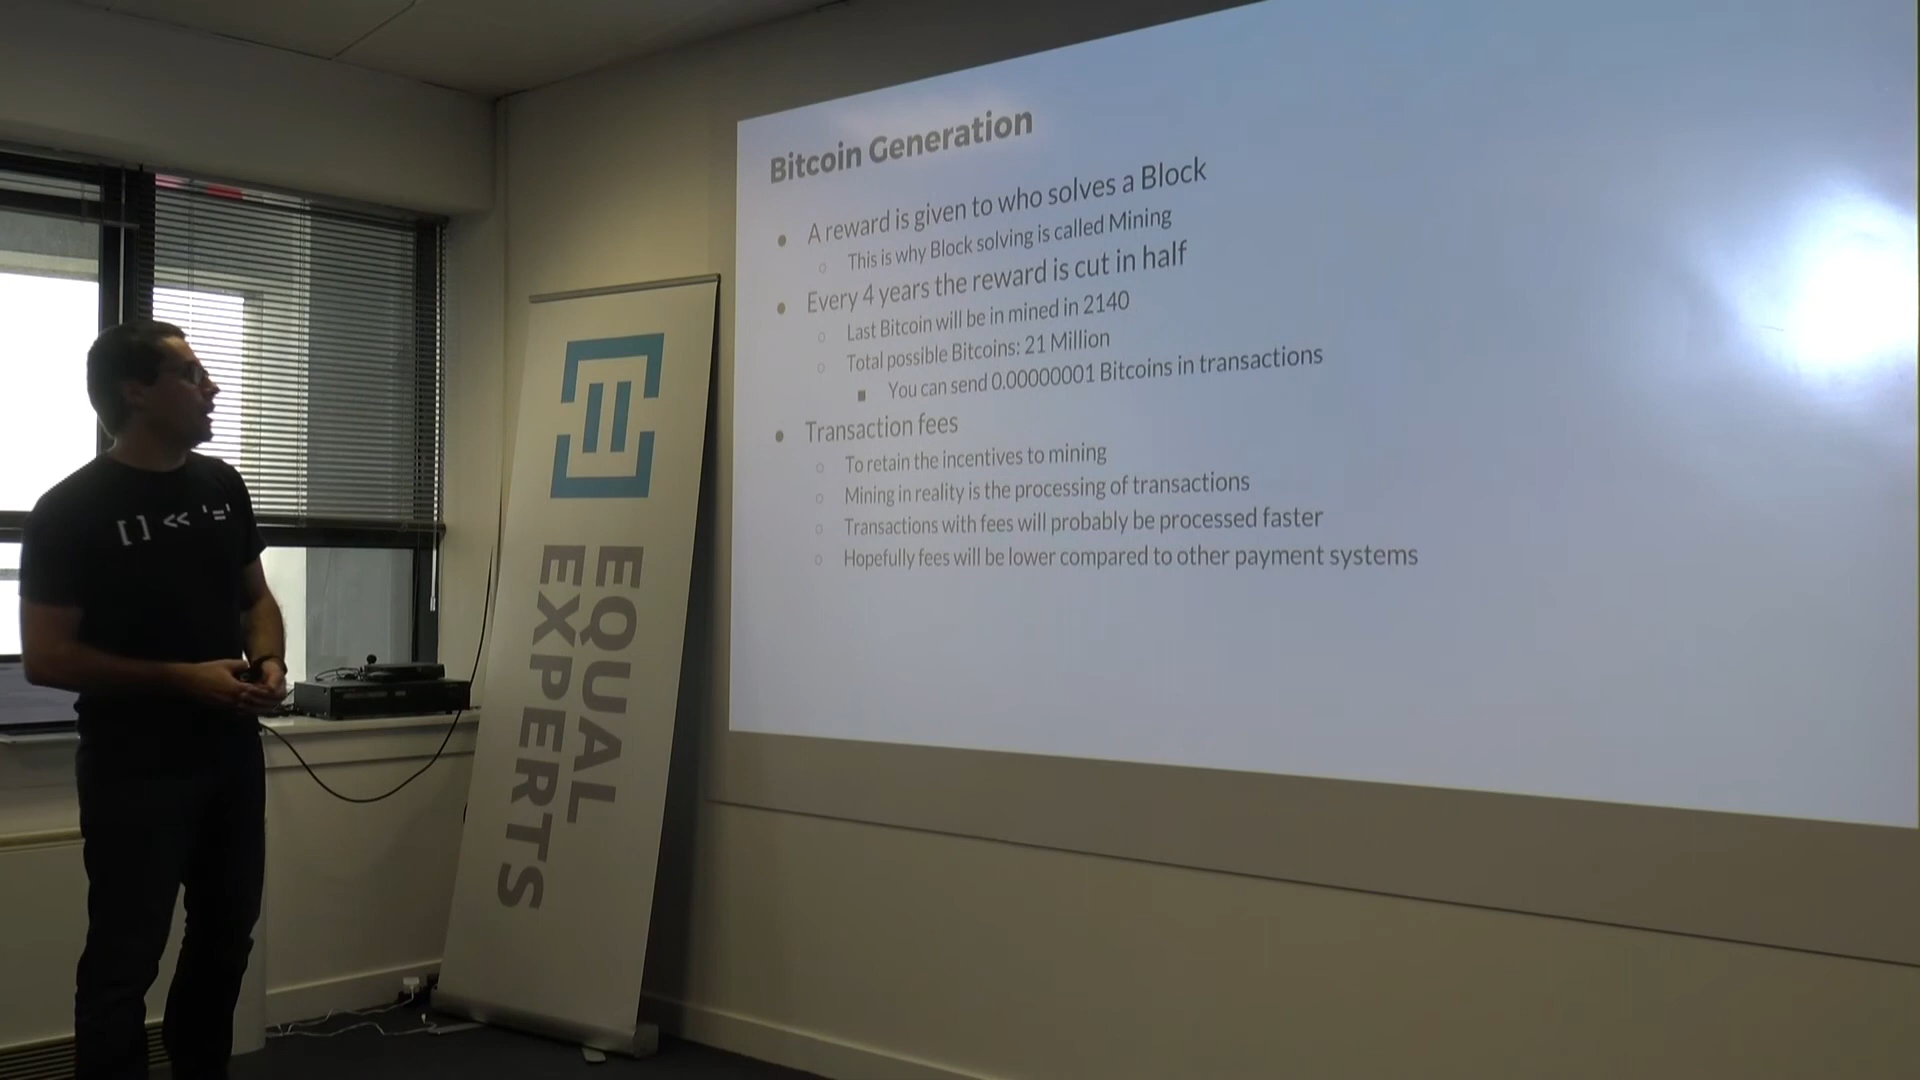 Bitcoin Generation
● A reward is given to who solves a Block
○ This is why Block solving is called Mining
● Every 4 years the reward is cut in half
○ Last Bitcoin will be in mined in 2140
○ Total possible Bitcoins: 21 Million
■ You can send 0.00000001 Bitcoins in transactions
● Transaction fees
○ To retain the incentives to mining
○ Mining in reality is the processing of transactions
○ Transactions with fees will probably be processed faster
○ Hopefully fees will be lower compared to other payment systems
EQUAL
EXPERTS
[ ] << '='